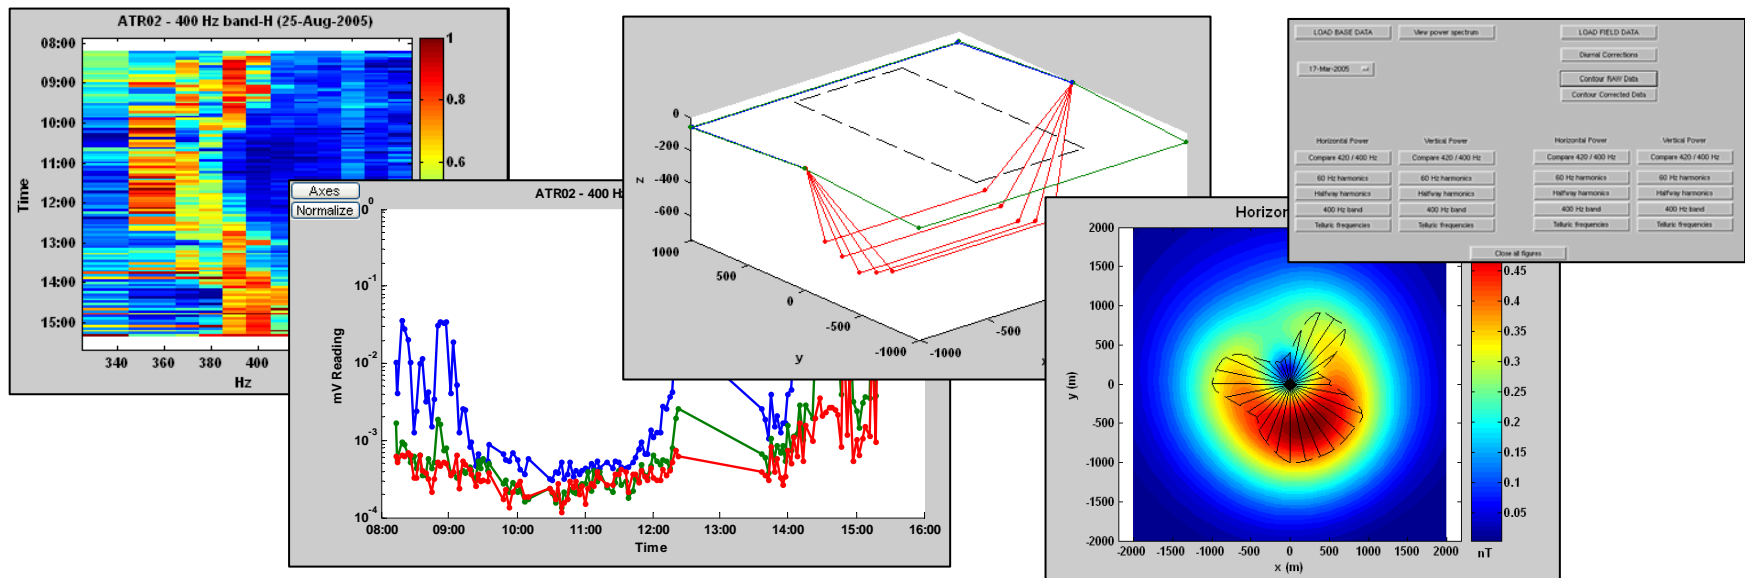 ATR02 - 400 Hz band-H (25-Aug-2005)
08:00
09:00
10:00
11:00
12:00
13:00
14:00
15:00
Time
340 360 380 400
Hz
1
0.8
0.6
Axes
Normalize
ATR02 - 400 Hz
10^0
10^-1
10^-2
10^-3
10^-4
mV Reading
08:00 09:00 10:00 11:00 12:00 13:00 14:00 15:00 16:00
Time
0
-200
-400
-600
z
1000
500
0
-500
-1000
y
-1000
-500
x
Horizon
2000
1500
1000
500
0
-500
-1000
-1500
-2000
y (m)
-2000 -1500 -1000 -500 0 500 1000 1500 2000
x (m)
0.45
0.4
0.35
0.3
0.25
0.2
0.15
0.1
0.05
nT
LOAD BASE DATA View power spectrum LOAD FIELD DATA
Diurnal Corrections
17-Mar-2005
Contour RAW Data
Contour Corrected Data
Horizontal Power Vertical Power Horizontal Power Vertical Power
Compare 420 / 400 Hz Compare 420 / 400 Hz Compare 420 / 400 Hz Compare 420 / 400 Hz
60 Hz harmonics 60 Hz harmonics 60 Hz harmonics 60 Hz harmonics
Halfway harmonics Halfway harmonics Halfway harmonics Halfway harmonics
400 Hz band 400 Hz band 400 Hz band 400 Hz band
Telluric frequencies Telluric frequencies Telluric frequencies Telluric frequencies
Close all figures